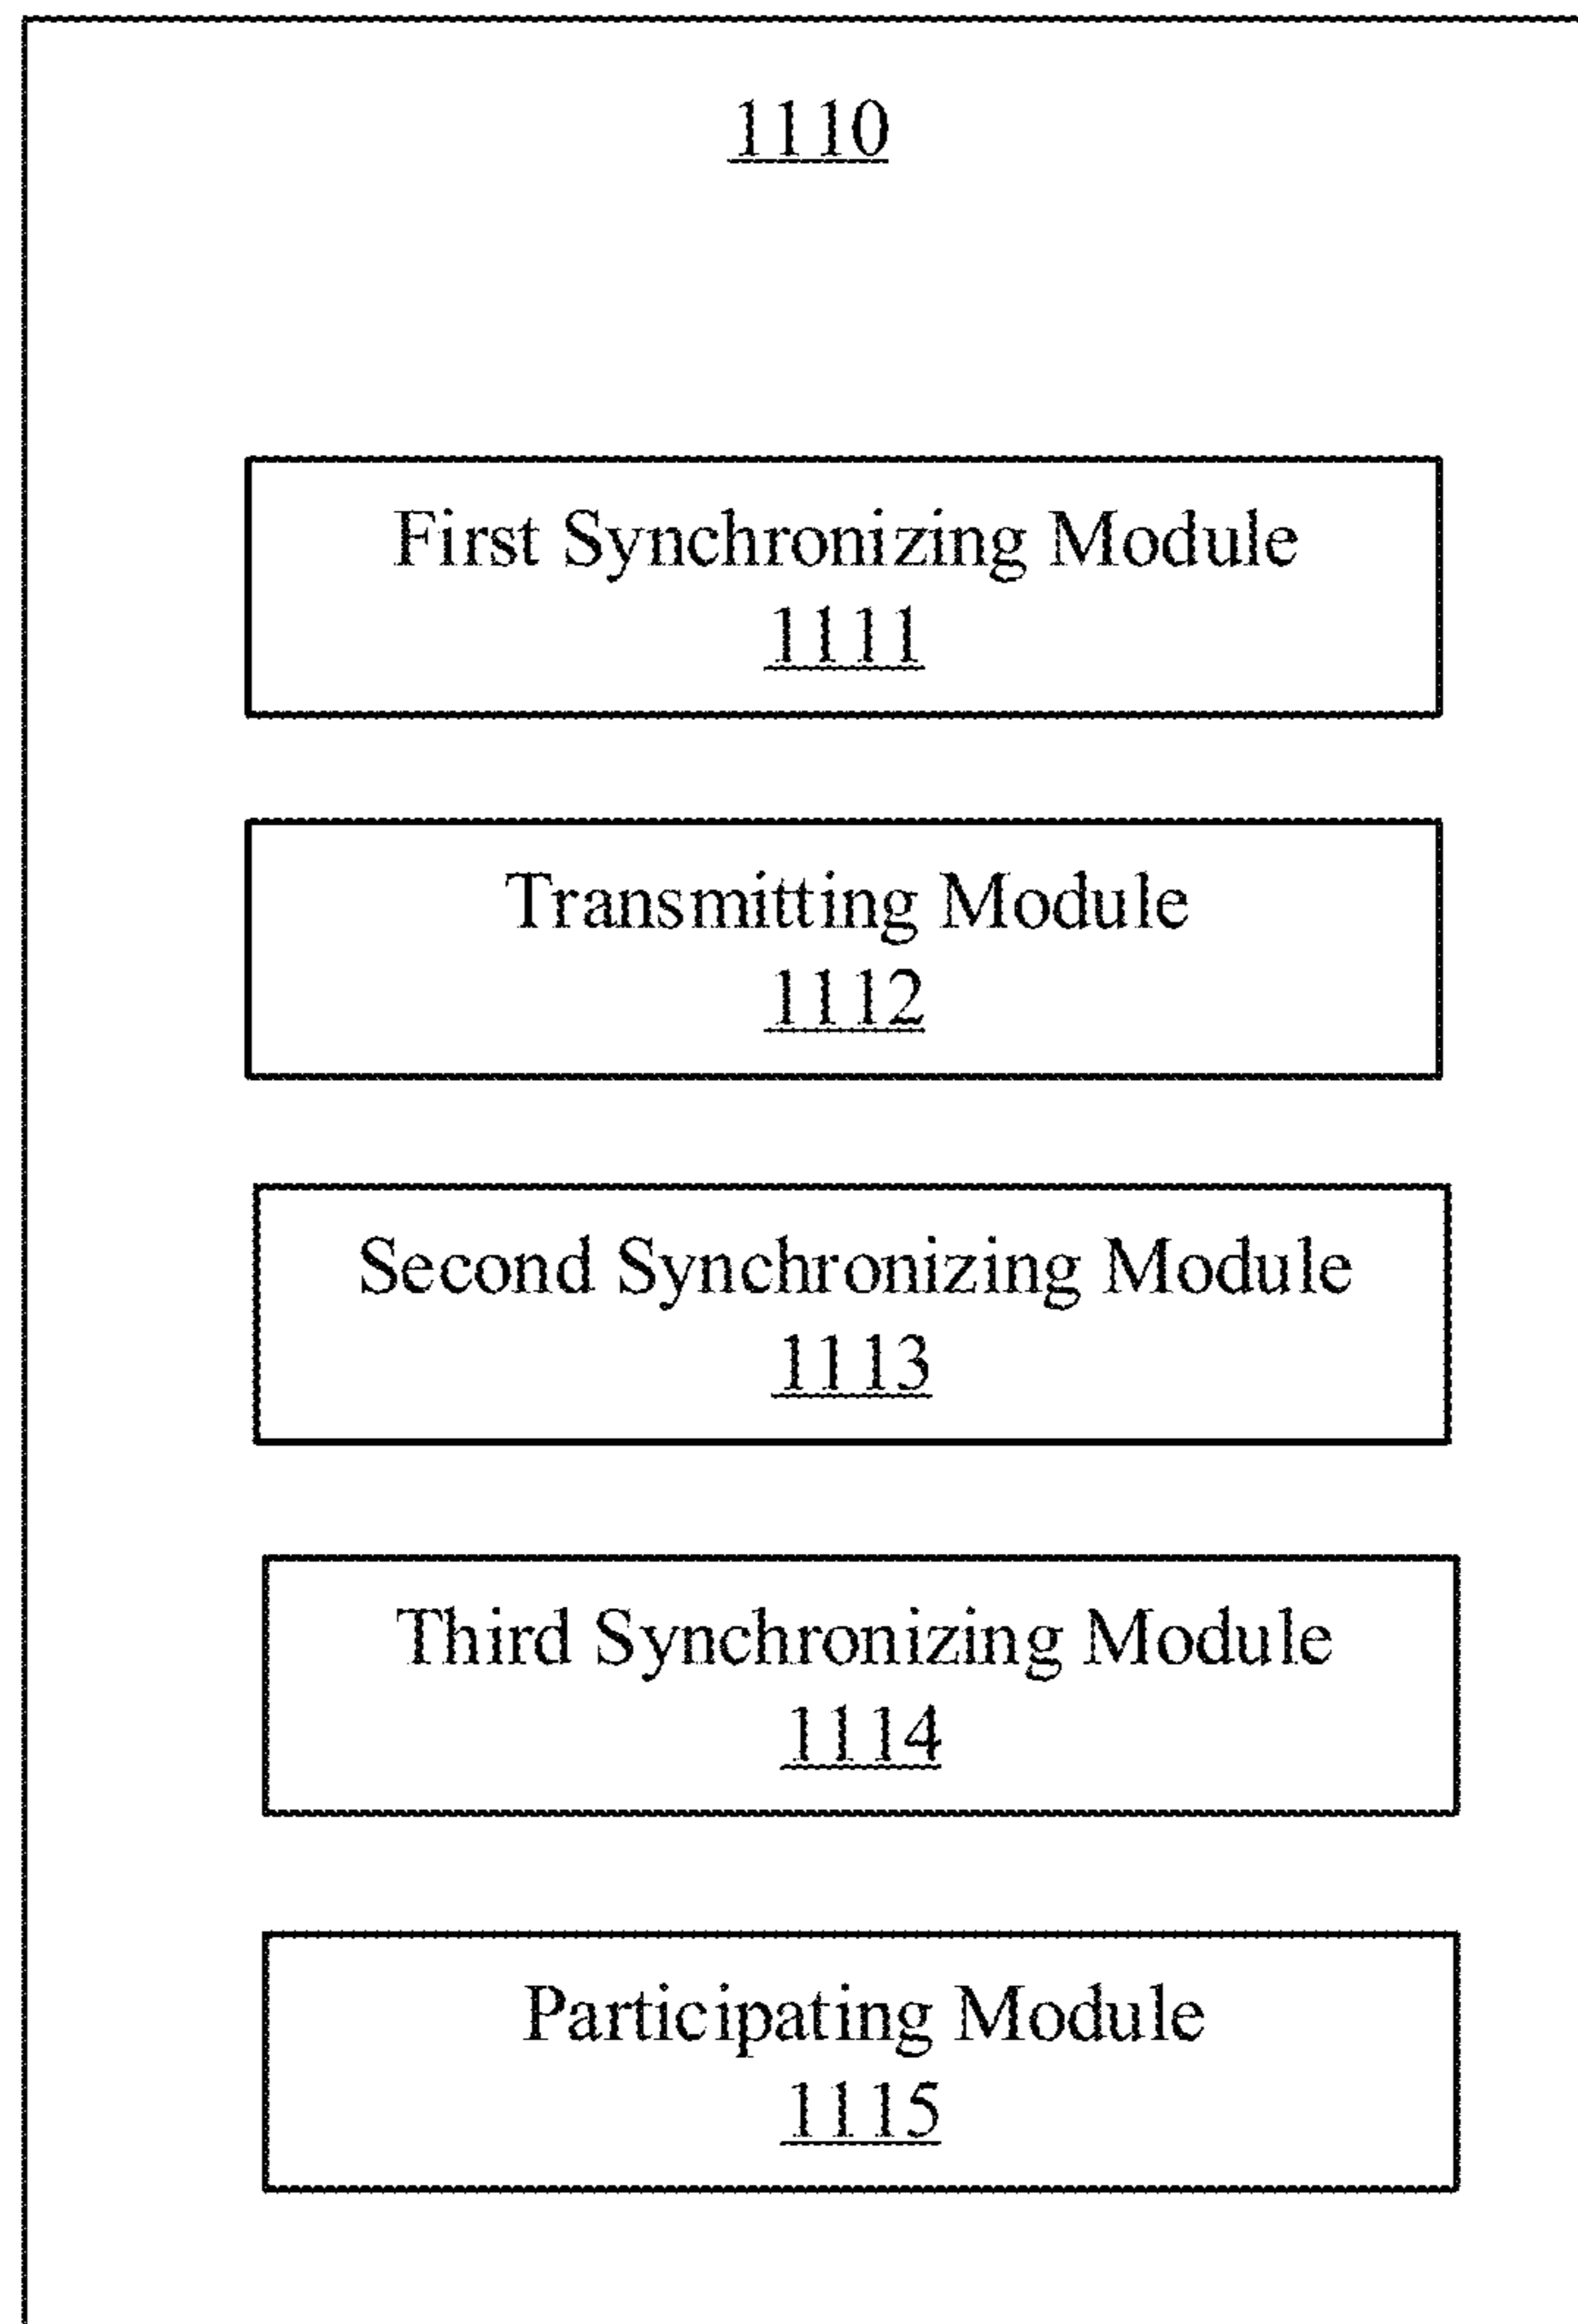 1110
First Synchronizing Module
1111
Transmitting Module
1112
Second Synchronizing Module
1113
Third Synchronizing Module
1114
Participating Module
1115